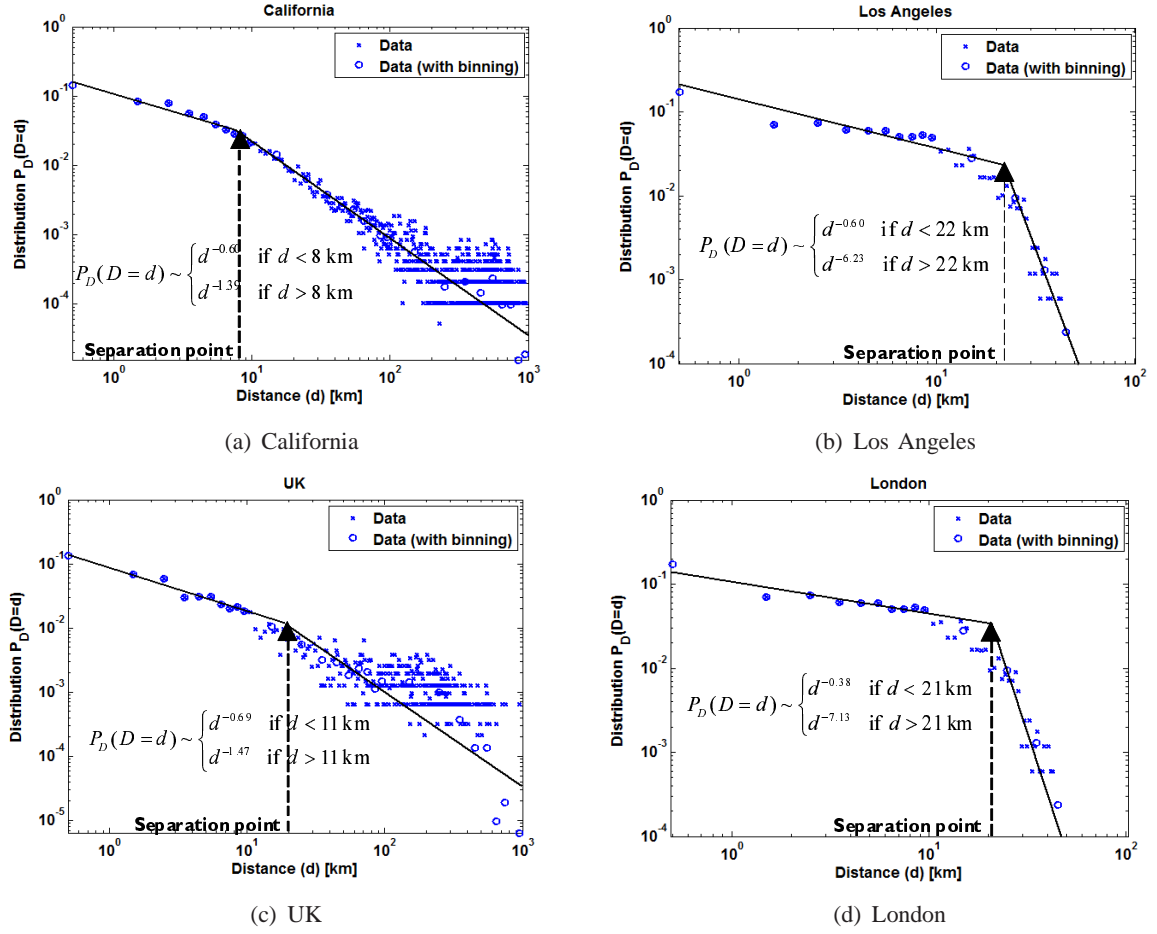 California
10^0
10^-1
10^-2
10^-3
10^-4
Distribution P_D(D=d)
× Data
○ Data (with binning)
P_D(D = d) ~ { d^-0.60 if d < 8 km
d^-1.39 if d > 8 km
Separation point
10^0 10^1 10^2 10^3
Distance (d) [km]
(a) California
Los Angeles
10^0
10^-1
10^-2
10^-3
10^-4
Distribution P_D(D=d)
× Data
○ Data (with binning)
P_D(D = d) ~ { d^-0.60 if d < 22 km
d^-6.23 if d > 22 km
Separation point
10^0 10^1 10^2
Distance (d) [km]
(b) Los Angeles
UK
10^0
10^-1
10^-2
10^-3
10^-4
10^-5
Distribution P_D(D=d)
× Data
○ Data (with binning)
P_D(D = d) ~ { d^-0.69 if d < 11 km
d^-1.47 if d > 11 km
Separation point
10^0 10^1 10^2 10^3
Distance (d) [km]
(c) UK
London
10^0
10^-1
10^-2
10^-3
10^-4
Distribution P_D(D=d)
× Data
○ Data (with binning)
P_D(D = d) ~ { d^-0.38 if d < 21 km
d^-7.13 if d > 21 km
Separation point
10^0 10^1 10^2
Distance (d) [km]
(d) London